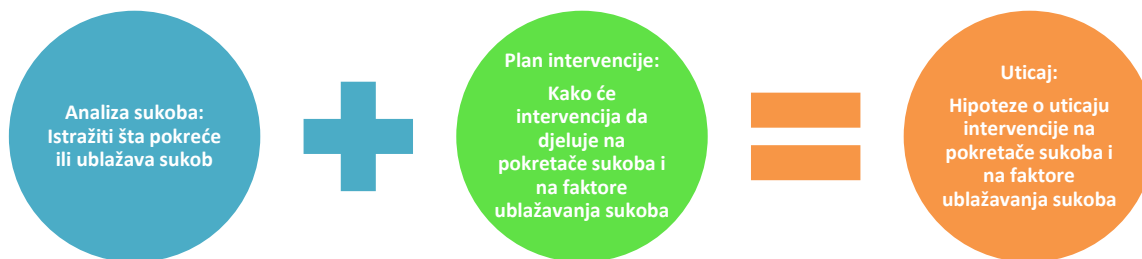 Analiza sukoba:
Istražiti šta pokreće
ili ublažava sukob
Plan intervencije:
Kako će
intervencija da
djeluje na
pokretače sukoba i
na faktore
ublažavanja sukoba
Uticaj:
Hipoteze o uticaju
intervencije na
pokretače sukoba i
na faktore
ublažavanja sukoba